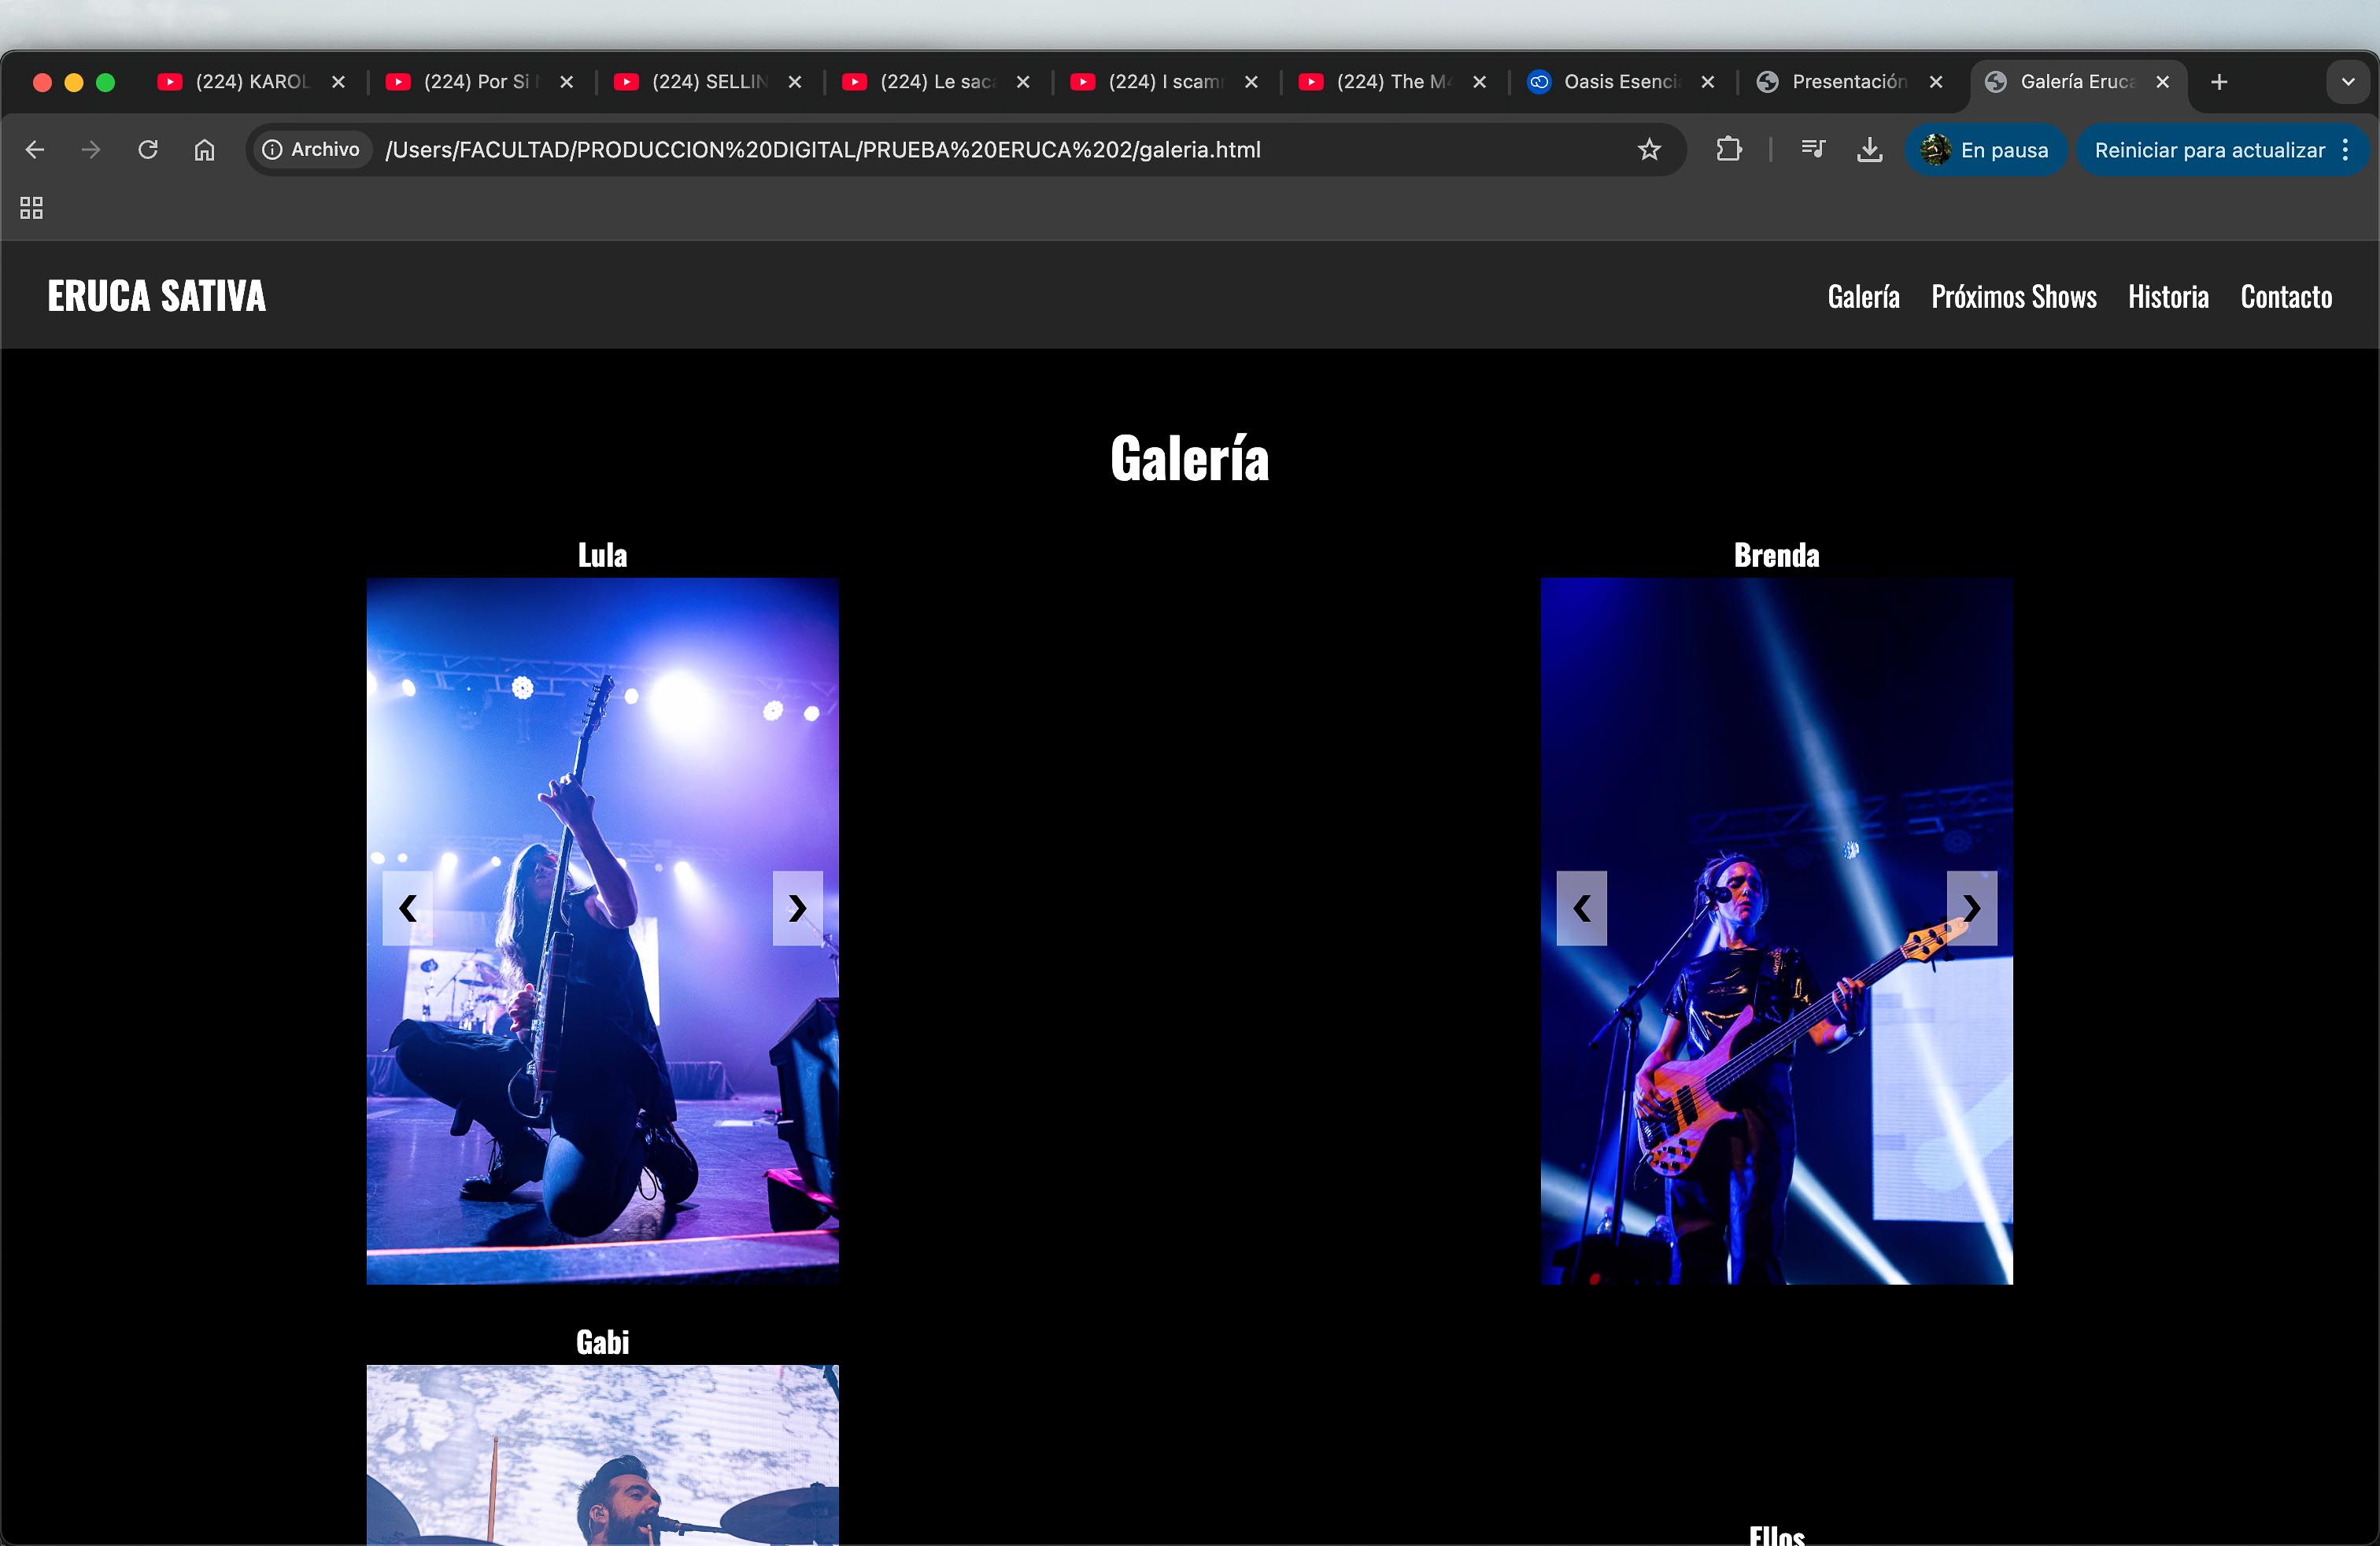 (224) KAROL
(224) Por Si
(224) SELLIN
(224) Le sac
(224) I scam
(224) The M
Oasis Esenci
Presentación
Galería Eruca
Archivo
/Users/FACULTAD/PRODUCCION%20DIGITAL/PRUEBA%20ERUCA%202/galeria.html
En pausa
Reiniciar para actualizar
ERUCA SATIVA
Galería
Próximos Shows
Historia
Contacto
Galería
Lula
Brenda
Gabi
Ellos